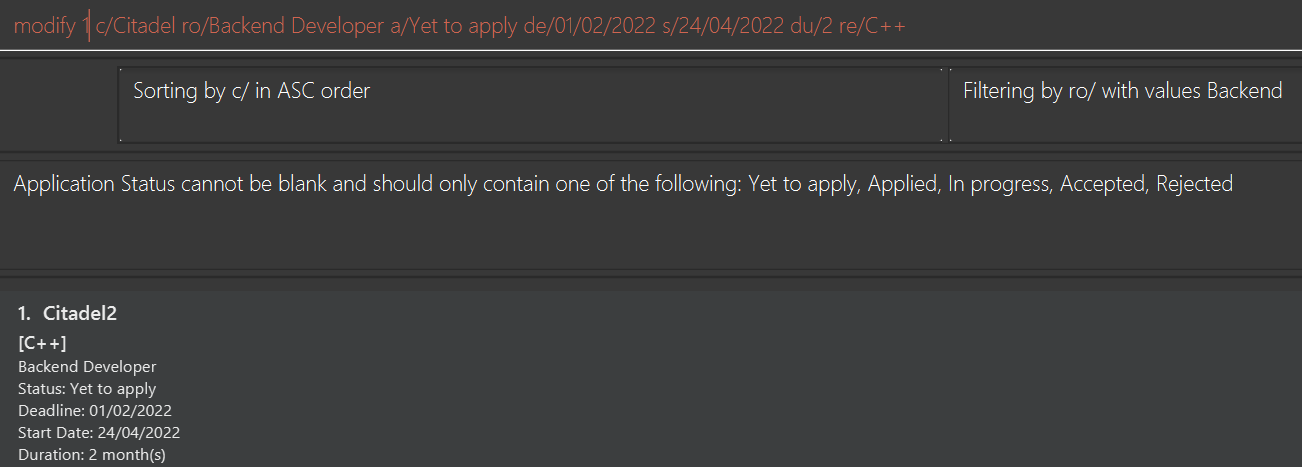 modify 1 c/Citadel ro/Backend Developer a/Yet to apply de/01/02/2022 s/24/04/2022 du/2 re/C++
Sorting by c/ in ASC order
Filtering by ro/ with values Backend
Application Status cannot be blank and should only contain one of the following: Yet to apply, Applied, In progress, Accepted, Rejected
1. Citadel2
[C++]
Backend Developer
Status: Yet to apply
Deadline: 01/02/2022
Start Date: 24/04/2022
Duration: 2 month(s)